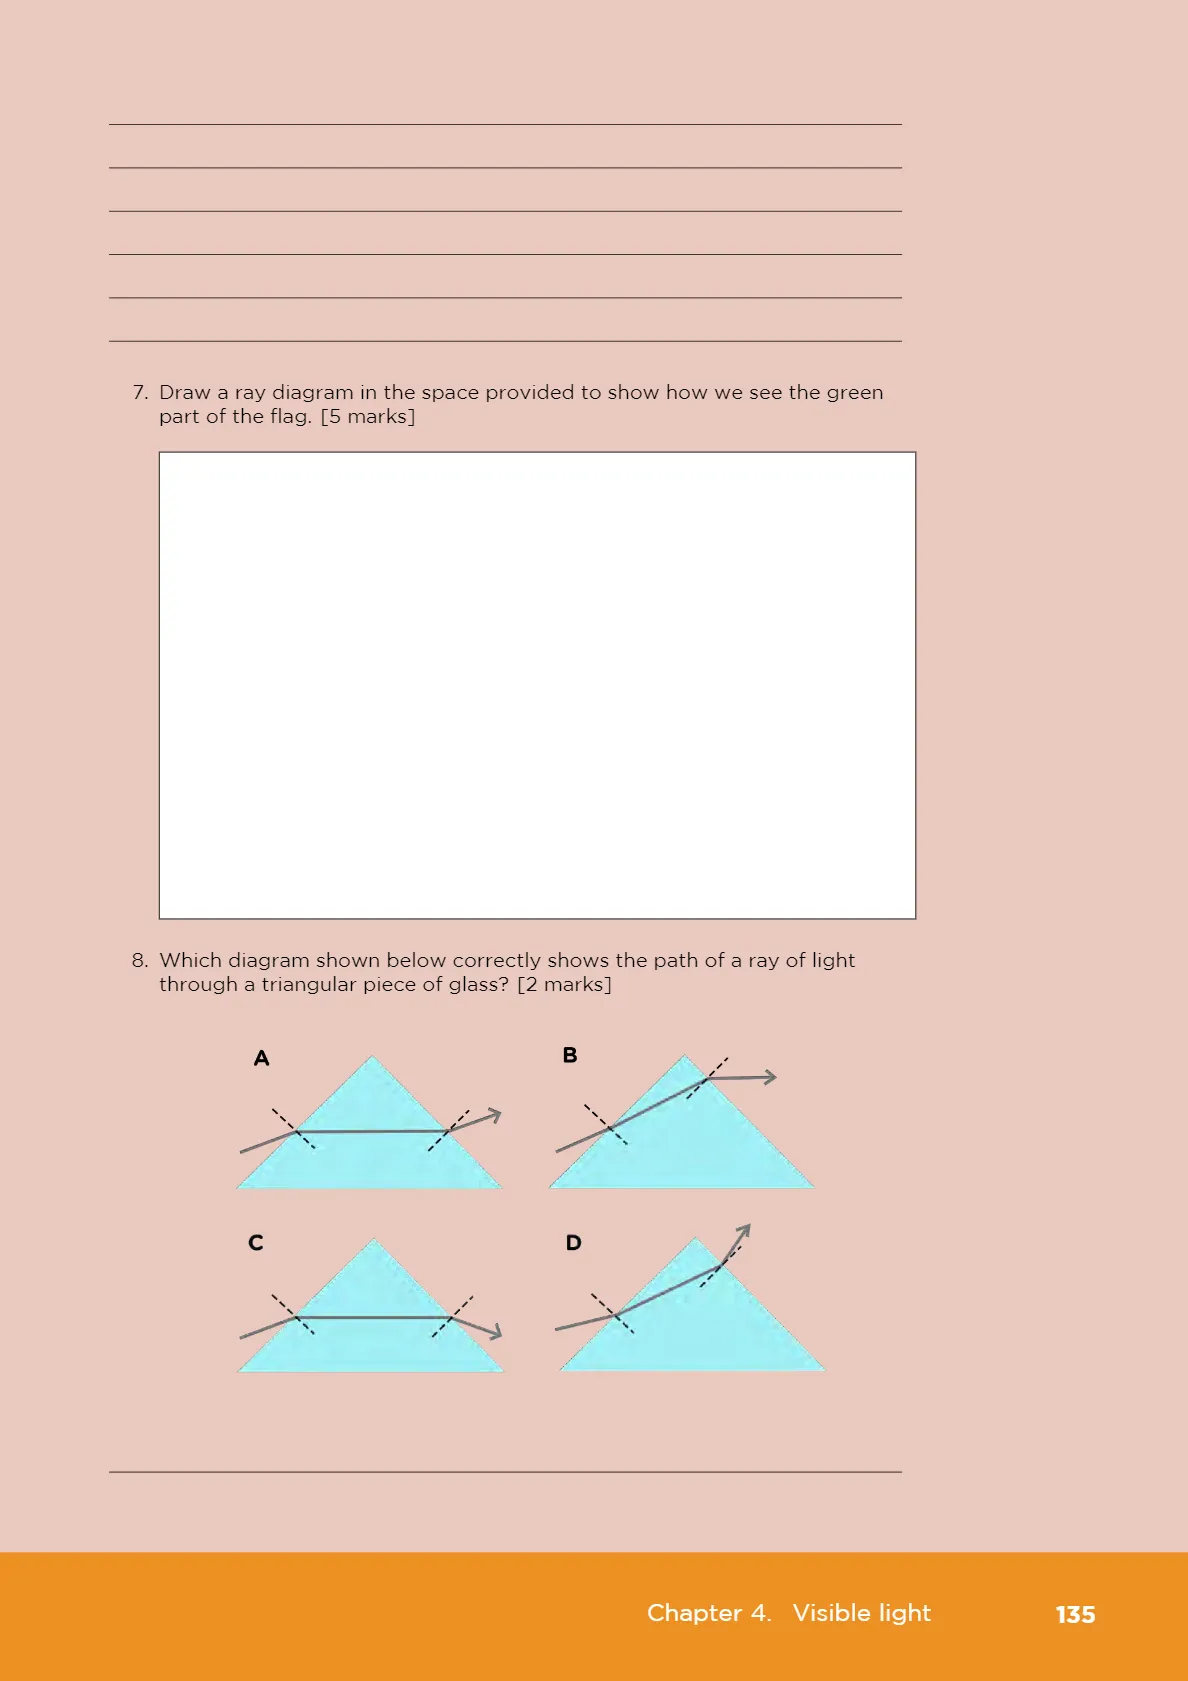 7. Draw a ray diagram in the space provided to show how we see the green
part of the flag. [5 marks]
8. Which diagram shown below correctly shows the path of a ray of light
through a triangular piece of glass? [2 marks]
A
B
C
D
Chapter 4. Visible light 135